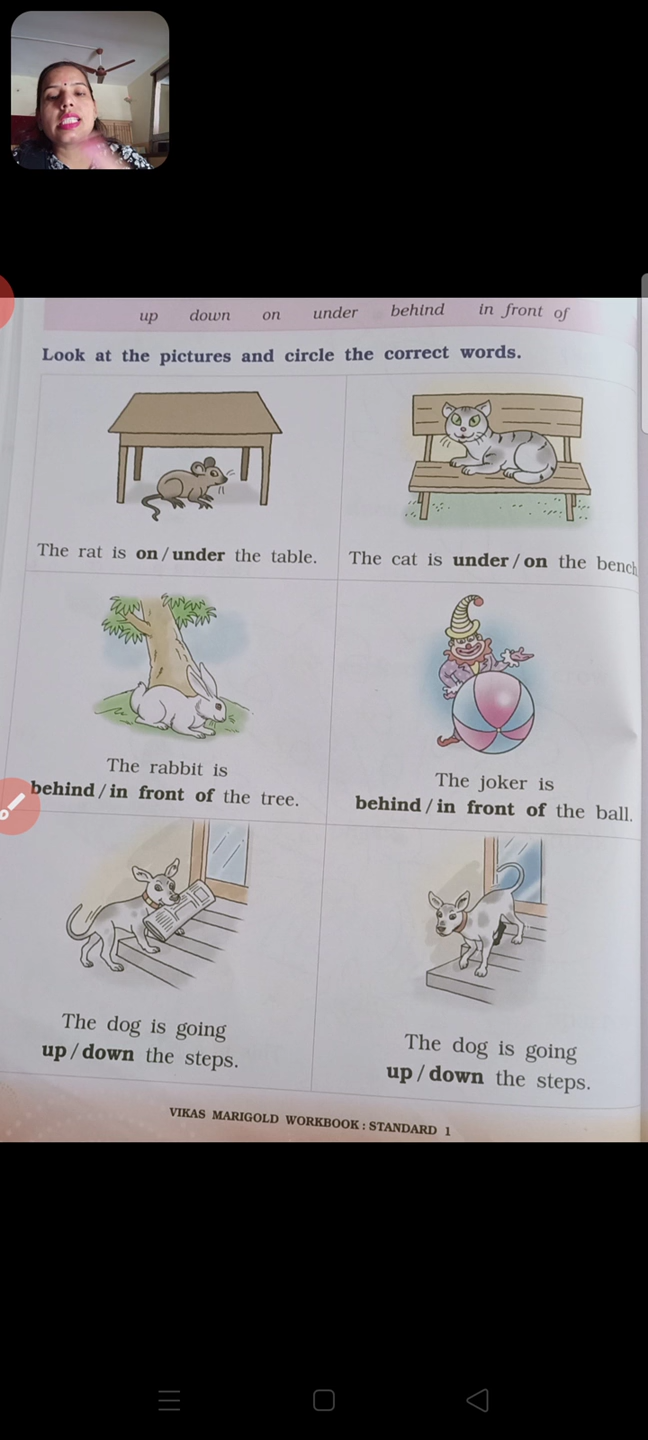 up down on under behind in front of
Look at the pictures and circle the correct words.
The rat is on / under the table.
The cat is under / on the bench
The rabbit is
behind / in front of the tree.
The joker is
behind / in front of the ball.
The dog is going
up / down the steps.
The dog is going
up / down the steps.
VIKAS MARIGOLD WORKBOOK : STANDARD 1